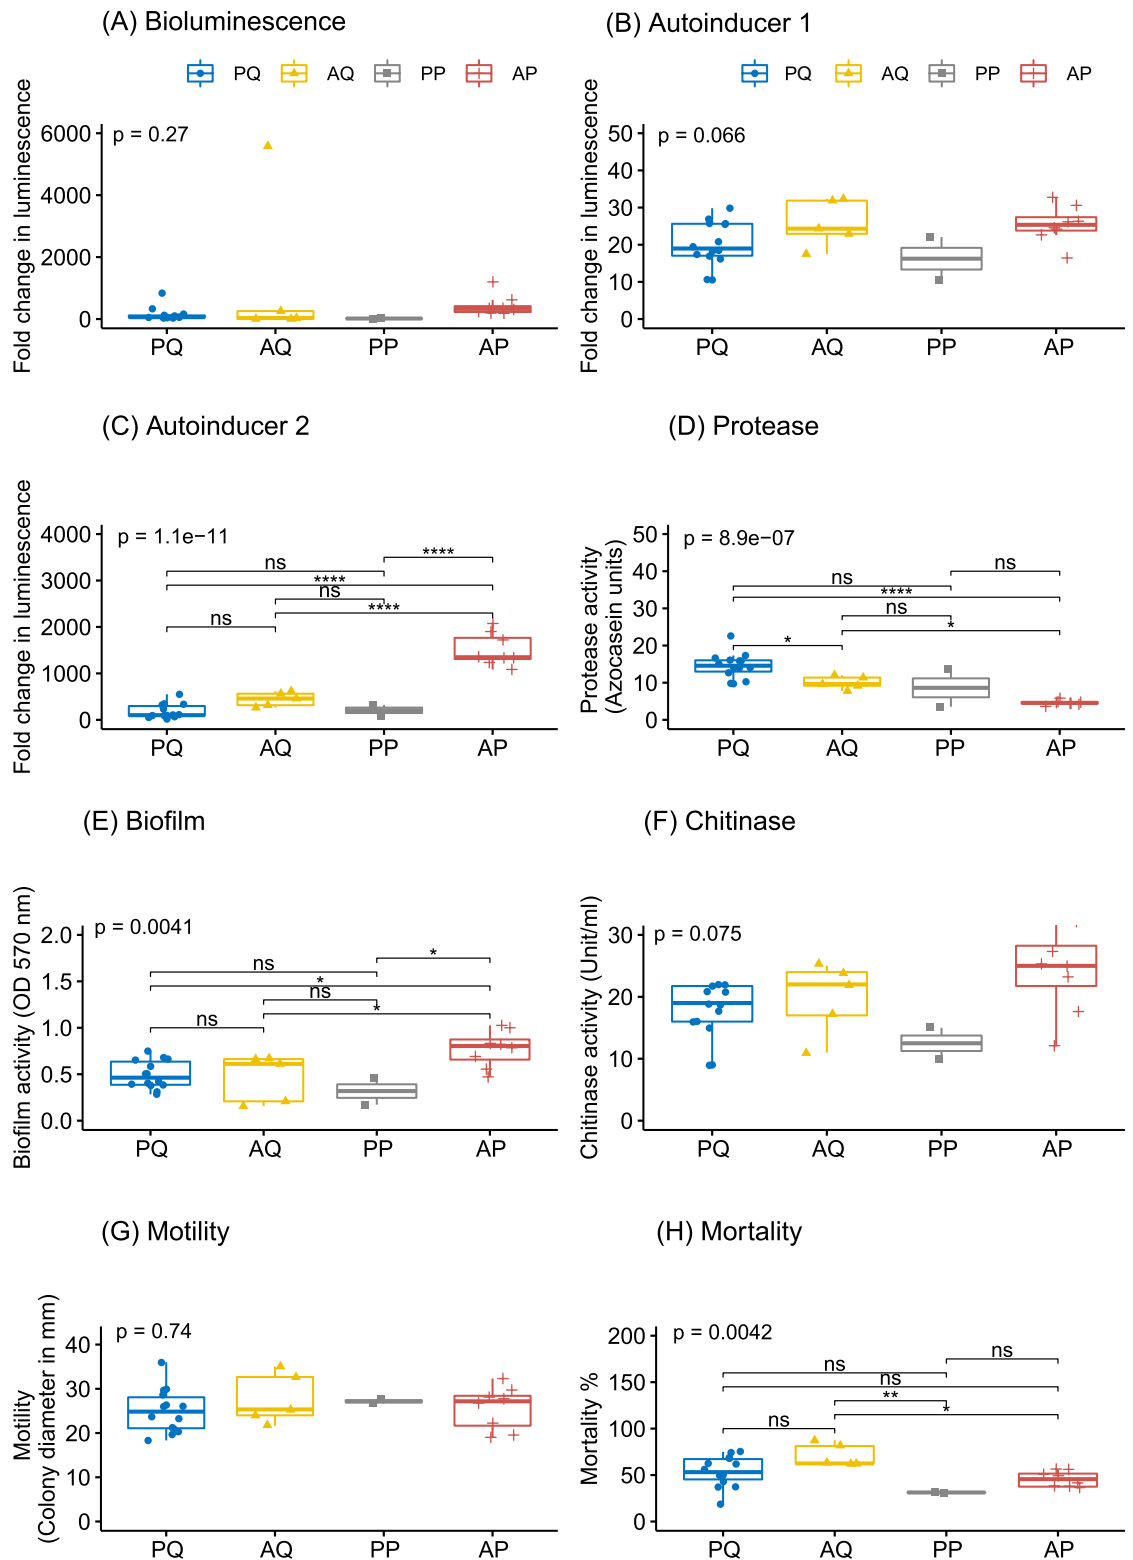 (A) Bioluminescence
PQ AQ PP AP
Fold change in luminescence
p = 0.27
6000
4000
2000
0
PQ AQ PP AP
(B) Autoinducer 1
PQ AQ PP AP
Fold change in luminescence
p = 0.066
50
40
30
20
10
0
PQ AQ PP AP
(C) Autoinducer 2
Fold change in luminescence
p = 1.1e−11
4000
3000
2000
1000
0
****
ns
****
ns
****
ns
PQ AQ PP AP
(D) Protease
Protease activity
(Azocasein units)
p = 8.9e−07
50
40
30
20
10
0
ns
ns
****
ns
*
*
PQ AQ PP AP
(E) Biofilm
Biofilm activity (OD 570 nm)
p = 0.0041
2.0
1.5
1.0
0.5
0.0
*
ns
*
ns
*
ns
PQ AQ PP AP
(F) Chitinase
Chitinase activity (Unit/ml)
p = 0.075
30
20
10
0
PQ AQ PP AP
(G) Motility
Motility
(Colony diameter in mm)
p = 0.74
40
30
20
10
0
PQ AQ PP AP
(H) Mortality
Mortality %
p = 0.0042
200
150
100
50
0
ns
ns
ns
**
*
ns
PQ AQ PP AP